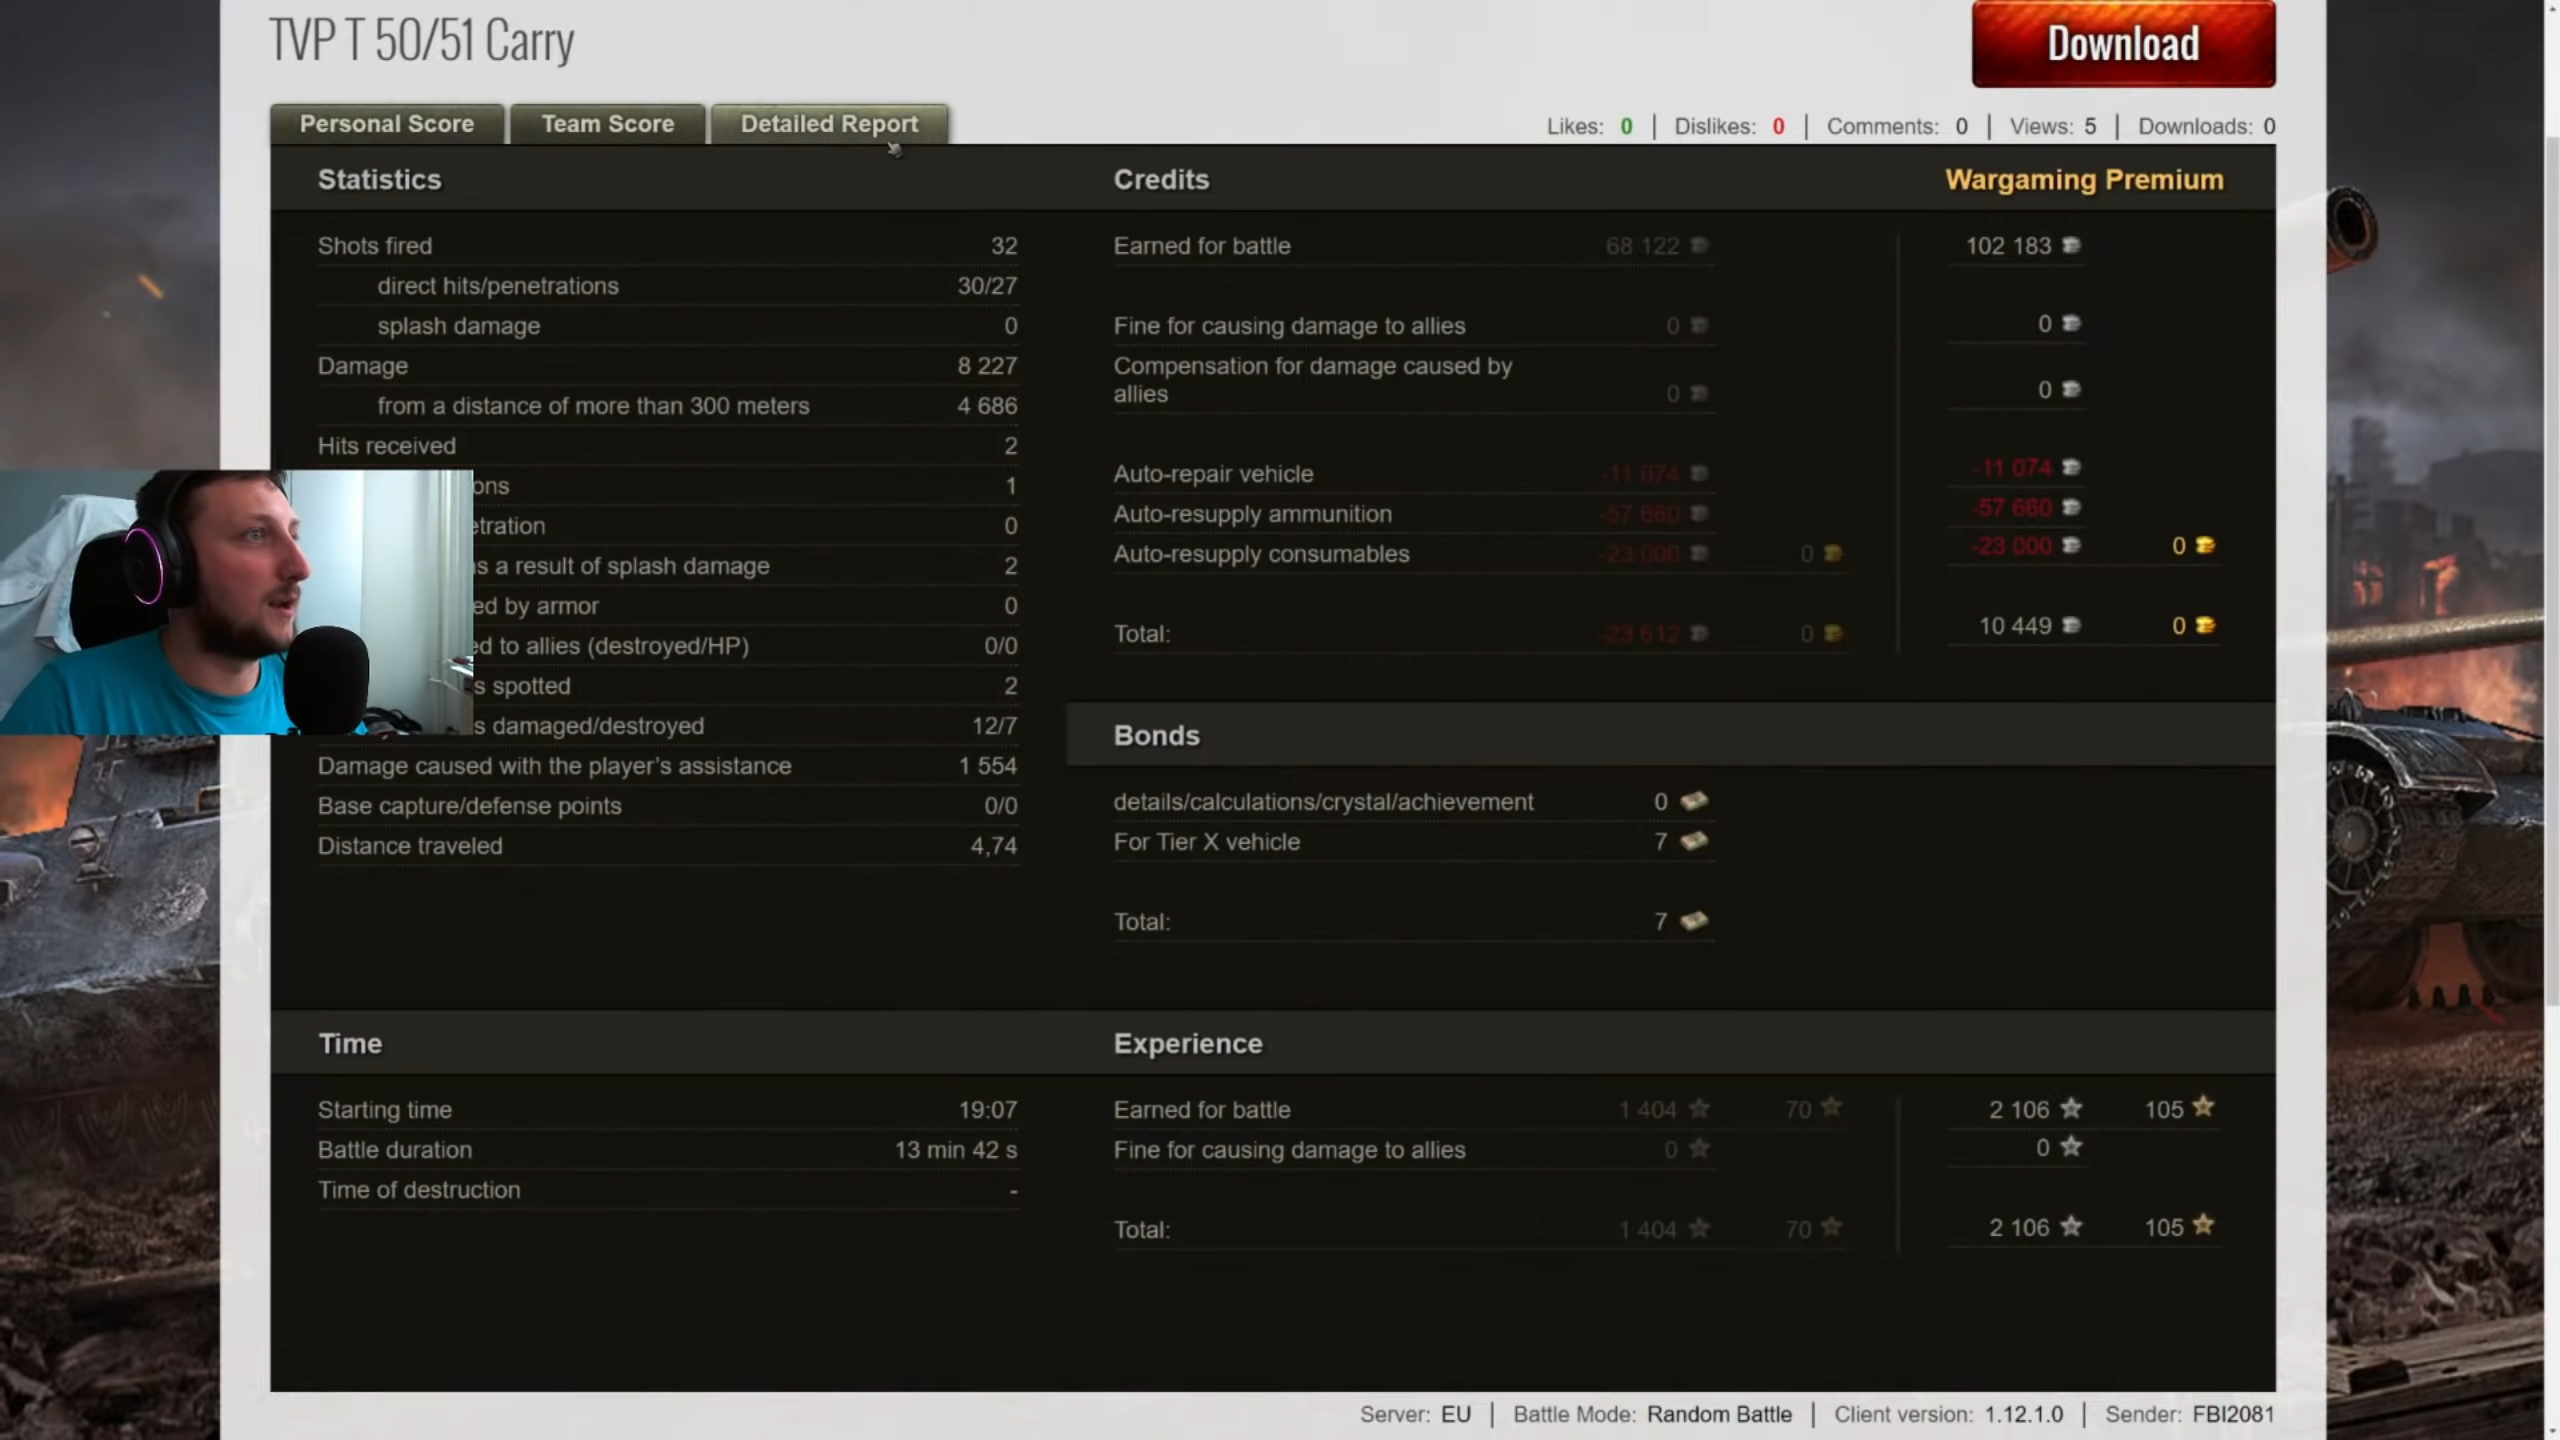 TVP T 50/51 Carry
Download
Personal Score
Team Score
Detailed Report
Likes: 0 | Dislikes: 0 | Comments: 0 | Views: 5 | Downloads: 0
Statistics
Shots fired 32
direct hits/penetrations 30/27
splash damage 0
Damage 8 227
from a distance of more than 300 meters 4 686
Hits received 2
ons 1
etration 0
s a result of splash damage 2
ed by armor 0
ed to allies (destroyed/HP) 0/0
s spotted 2
s damaged/destroyed 12/7
Damage caused with the player's assistance 1 554
Base capture/defense points 0/0
Distance traveled 4,74
Credits Wargaming Premium
Earned for battle 68 122 102 183
Fine for causing damage to allies 0 0
Compensation for damage caused by
allies 0 0
Auto-repair vehicle -11 074 -11 074
Auto-resupply ammunition -57 660 -57 660
Auto-resupply consumables -23 000 0 -23 000 0
Total: -23 612 0 10 449 0
Bonds
details/calculations/crystal/achievement 0
For Tier X vehicle 7
Total: 7
Time
Starting time 19:07
Battle duration 13 min 42 s
Time of destruction -
Experience
Earned for battle 1 404 70 2 106 105
Fine for causing damage to allies 0 0
Total: 1 404 70 2 106 105
Server: EU | Battle Mode: Random Battle | Client version: 1.12.1.0 | Sender: FBI2081